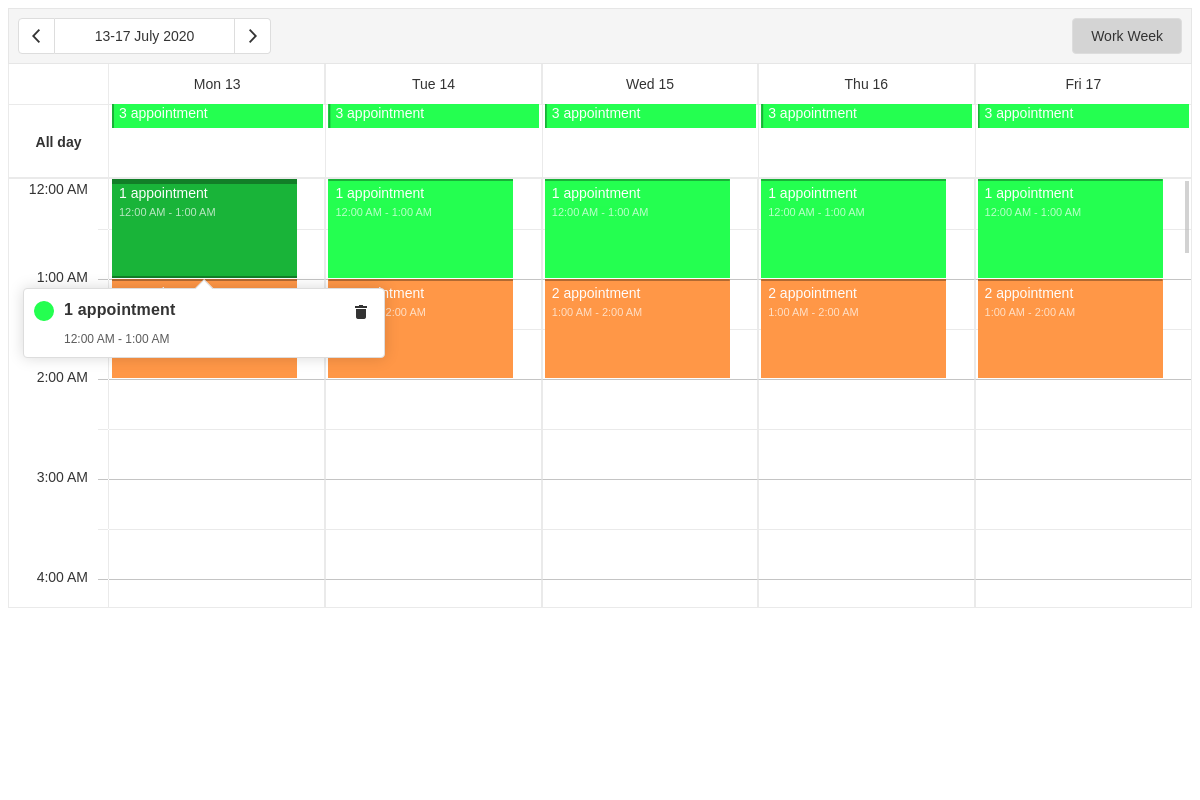 13-17 July 2020
Work Week
Mon 13
Tue 14
Wed 15
Thu 16
Fri 17
All day
3 appointment
3 appointment
3 appointment
3 appointment
3 appointment
12:00 AM
1 appointment
12:00 AM - 1:00 AM
1 appointment
12:00 AM - 1:00 AM
1 appointment
12:00 AM - 1:00 AM
1 appointment
12:00 AM - 1:00 AM
1 appointment
12:00 AM - 1:00 AM
1:00 AM
1 appointment
12:00 AM - 1:00 AM
2:00 AM
2 appointment
1:00 AM - 2:00 AM
2 appointment
1:00 AM - 2:00 AM
2 appointment
1:00 AM - 2:00 AM
2:00 AM
3:00 AM
4:00 AM